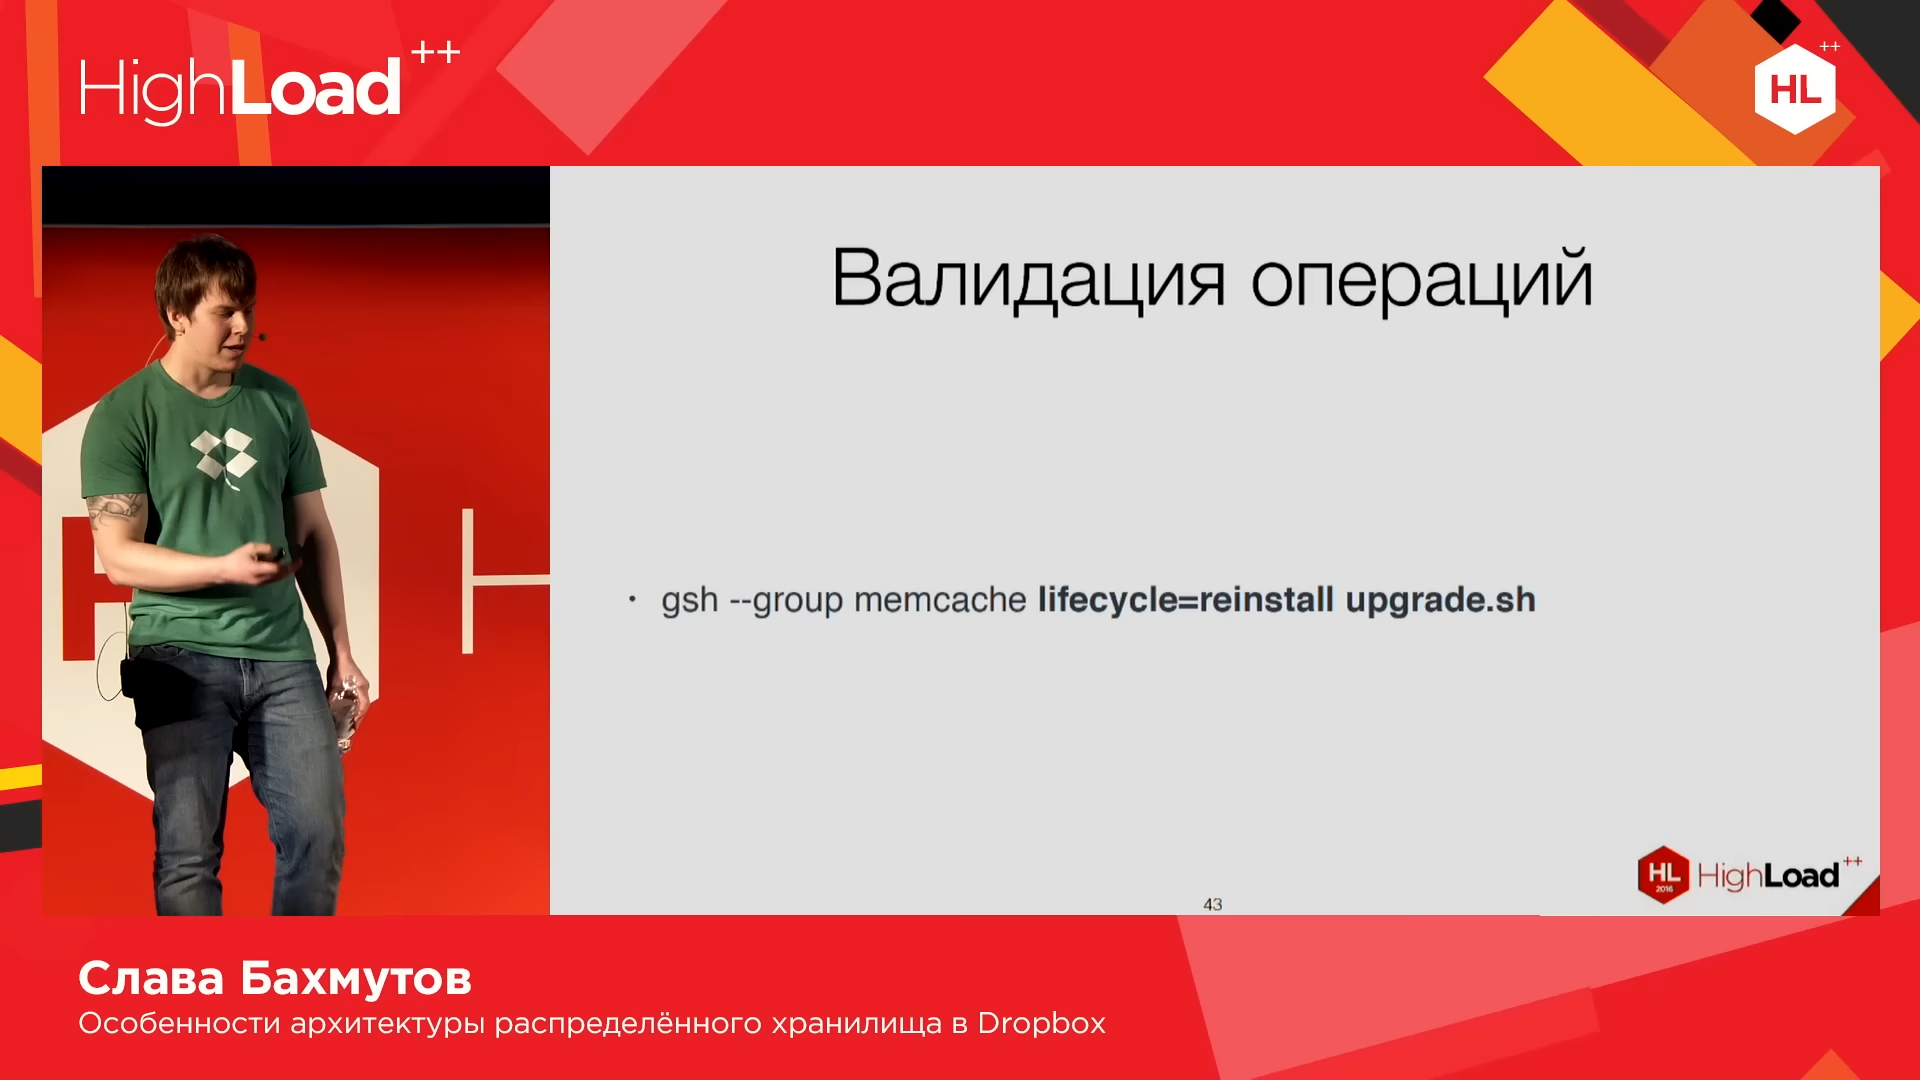 HighLoad++
HL++
Валидация операций
• gsh --group memcache lifecycle=reinstall upgrade.sh
HL 2016 HighLoad++
43
Слава Бахмутов
Особенности архитектуры распределённого хранилища в Dropbox